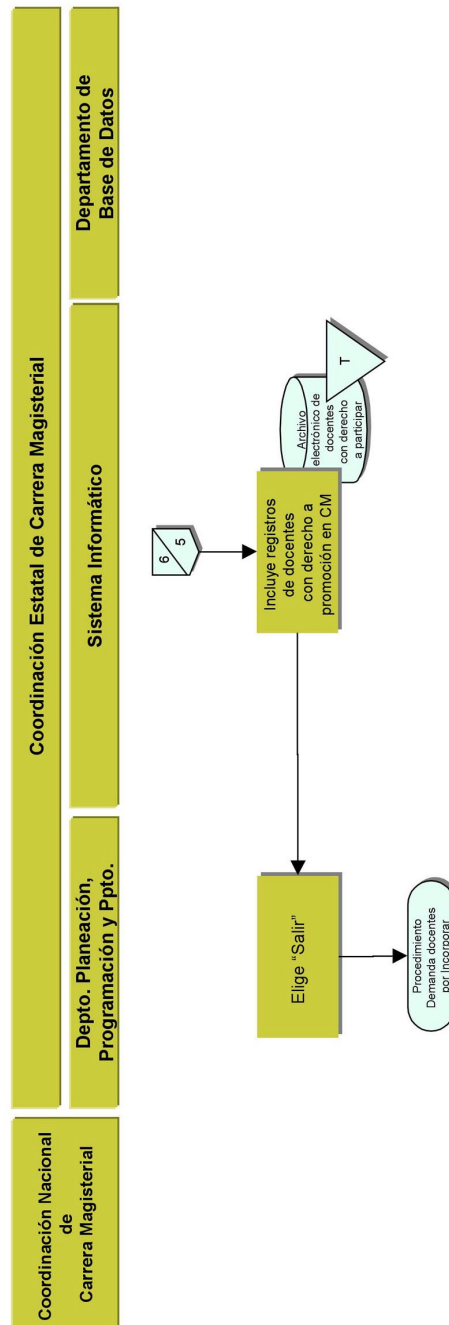 Coordinación Nacional
de
Carrera Magisterial
Coordinación Estatal de Carrera Magisterial
Depto. Planeación,
Programación y Ppto.
Sistema Informático
Departamento de
Base de Datos
6
5
Incluye registros
de docentes
con derecho a
promoción en CM
Archivo
electrónico de
docentes
con derecho
a participar
T
Elige “Salir”
Procedimiento
Demanda docentes
por Incorporar